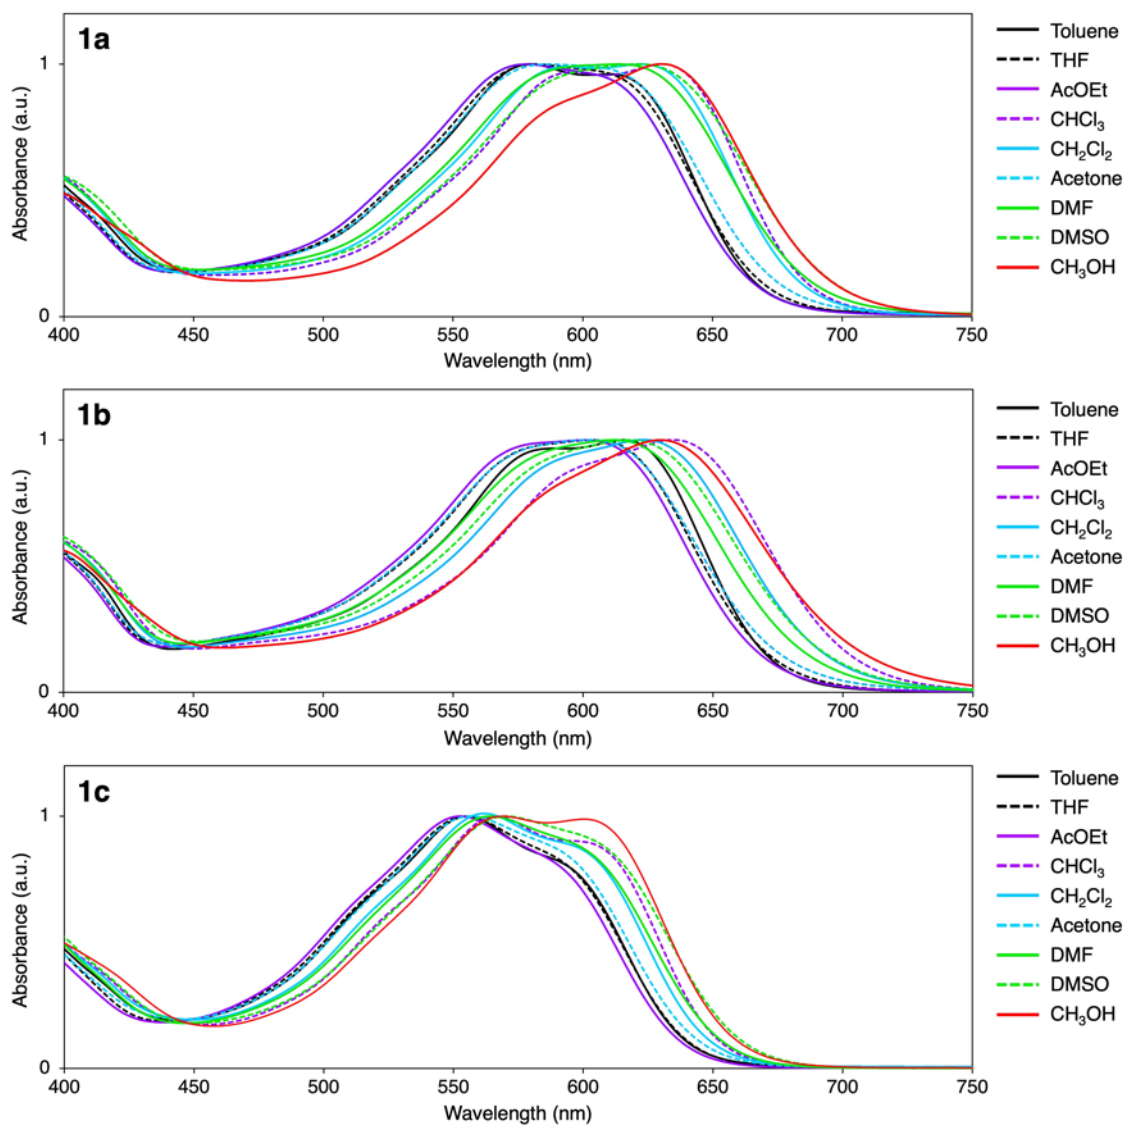 1a
1
0
Absorbance (a.u.)
400 450 500 550 600 650 700 750
Wavelength (nm)
Toluene
THF
AcOEt
CHCl₃
CH₂Cl₂
Acetone
DMF
DMSO
CH₃OH
1b
1
0
Absorbance (a.u.)
400 450 500 550 600 650 700 750
Wavelength (nm)
Toluene
THF
AcOEt
CHCl₃
CH₂Cl₂
Acetone
DMF
DMSO
CH₃OH
1c
1
0
Absorbance (a.u.)
400 450 500 550 600 650 700 750
Wavelength (nm)
Toluene
THF
AcOEt
CHCl₃
CH₂Cl₂
Acetone
DMF
DMSO
CH₃OH